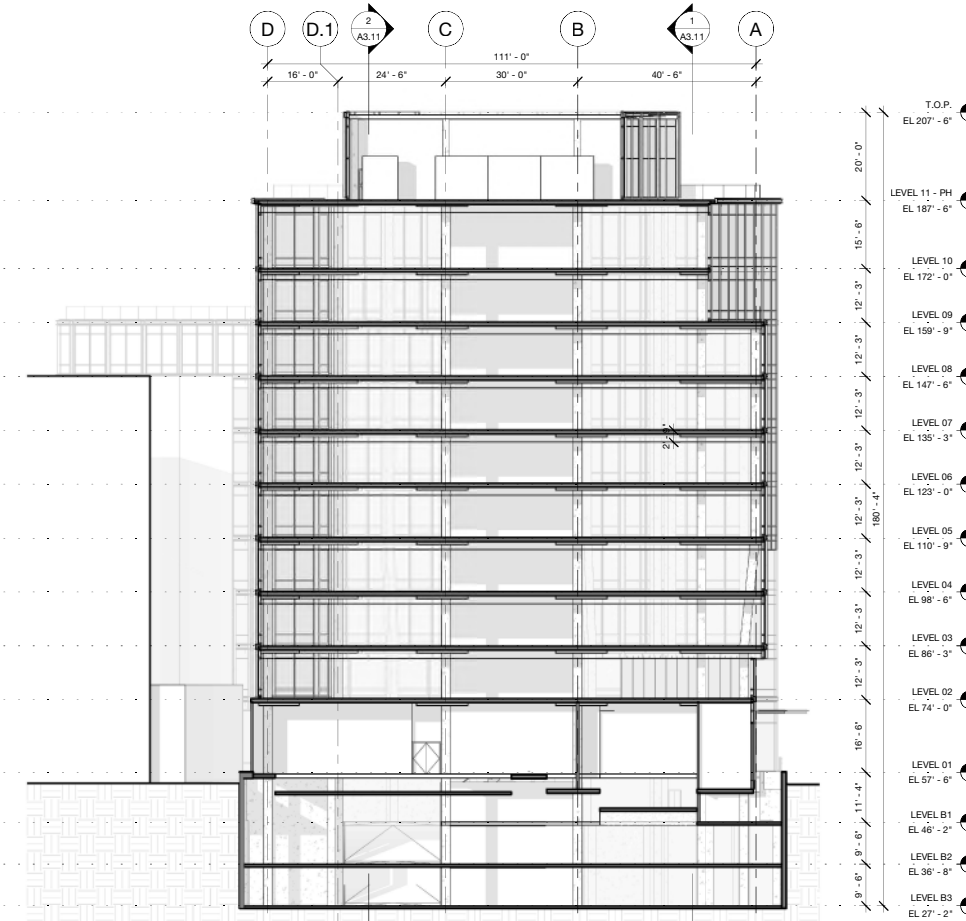 D
D.1
2
A3.11
C
B
1
A3.11
A
111' - 0"
16' - 0"
24' - 6"
30' - 0"
40' - 6"
T.O.P.
EL 207' - 6"
20' - 0"
LEVEL 11 - PH
EL 187' - 6"
15' - 6"
LEVEL 10
EL 172' - 0"
12' - 3"
LEVEL 09
EL 159' - 9"
12' - 3"
LEVEL 08
EL 147' - 6"
12' - 3"
LEVEL 07
EL 135' - 3"
2' - 9"
12' - 3"
LEVEL 06
EL 123' - 0"
180' - 4"
12' - 3"
LEVEL 05
EL 110' - 9"
12' - 3"
LEVEL 04
EL 98' - 6"
12' - 3"
LEVEL 03
EL 86' - 3"
12' - 3"
LEVEL 02
EL 74' - 0"
16' - 6"
LEVEL 01
EL 57' - 6"
11' - 4"
LEVEL B1
EL 46' - 2"
9' - 6"
LEVEL B2
EL 36' - 8"
9' - 6"
LEVEL B3
EL 27' - 2"